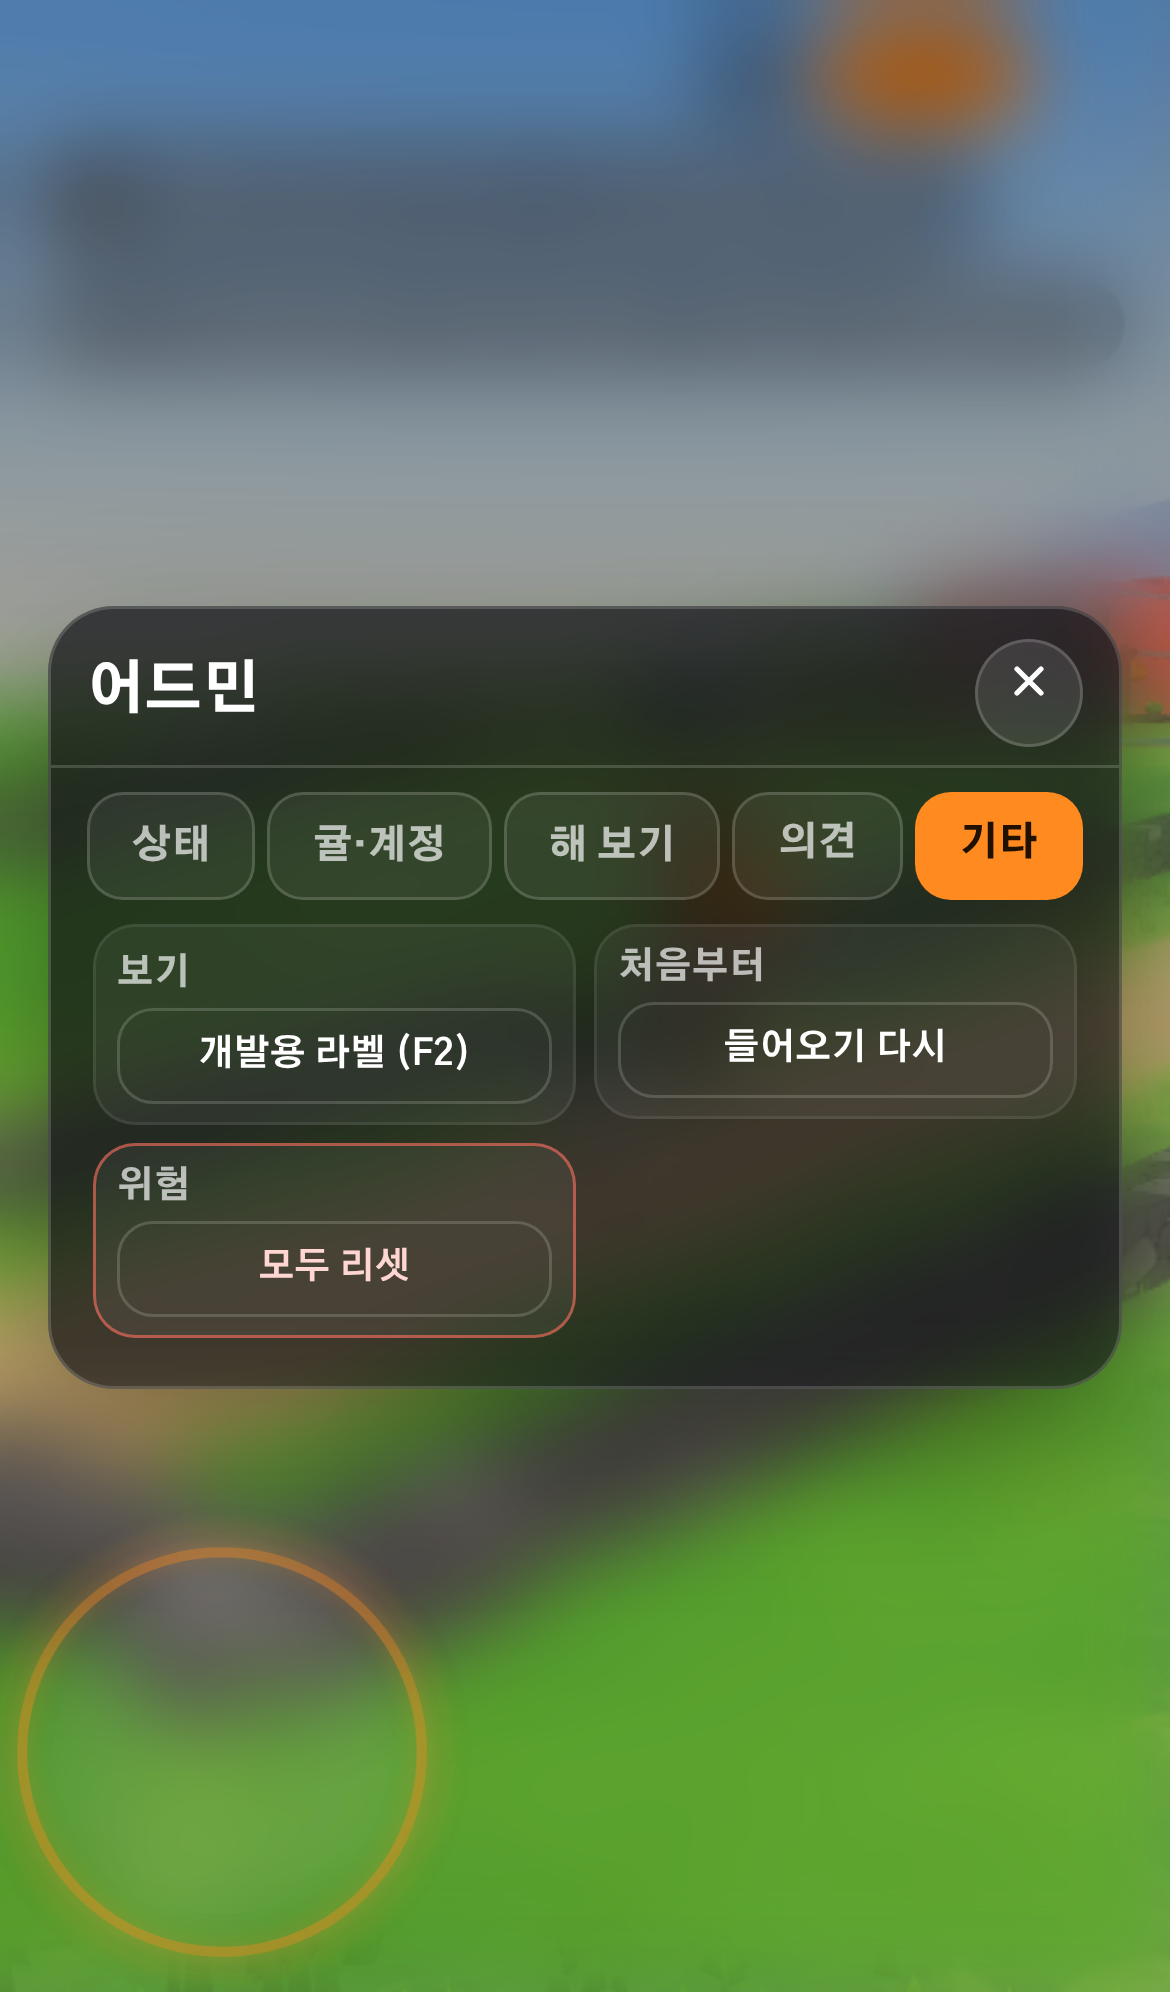 어드민
상태 귤·계정 해 보기 의견 기타
보기
개발용 라벨 (F2)
처음부터
들어오기 다시
위험
모두 리셋